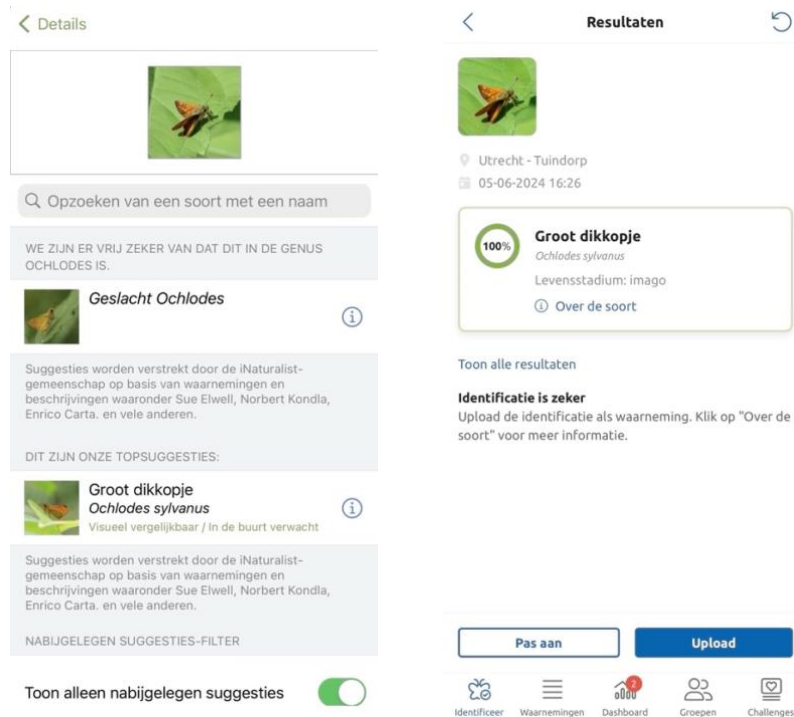 Details
Opzoeken van een soort met een naam
WE ZIJN ER VRIJ ZEKER VAN DAT DIT IN DE GENUS
OCHLODES IS.
Geslacht Ochlodes
Suggesties worden verstrekt door de iNaturalist-
gemeenschap op basis van waarnemingen en
beschrijvingen waaronder Sue Elwell, Norbert Kondla,
Enrico Carta. en vele anderen.
DIT ZIJN ONZE TOPSUGGESTIES:
Groot dikkopje
Ochlodes sylvanus
Visueel vergelijkbaar / In de buurt verwacht
Suggesties worden verstrekt door de iNaturalist-
gemeenschap op basis van waarnemingen en
beschrijvingen waaronder Sue Elwell, Norbert Kondla,
Enrico Carta. en vele anderen.
NABIJGELEGEN SUGGESTIES-FILTER
Toon alleen nabijgelegen suggesties
Resultaten
Utrecht - Tuindorp
05-06-2024 16:26
100%
Groot dikkopje
Ochlodes sylvanus
Levensstadium: imago
Over de soort
Toon alle resultaten
Identificatie is zeker
Upload de identificatie als waarneming. Klik op "Over de
soort" voor meer informatie.
Pas aan
Upload
2
Identificeer Waarnemingen Dashboard Groepen Challenges